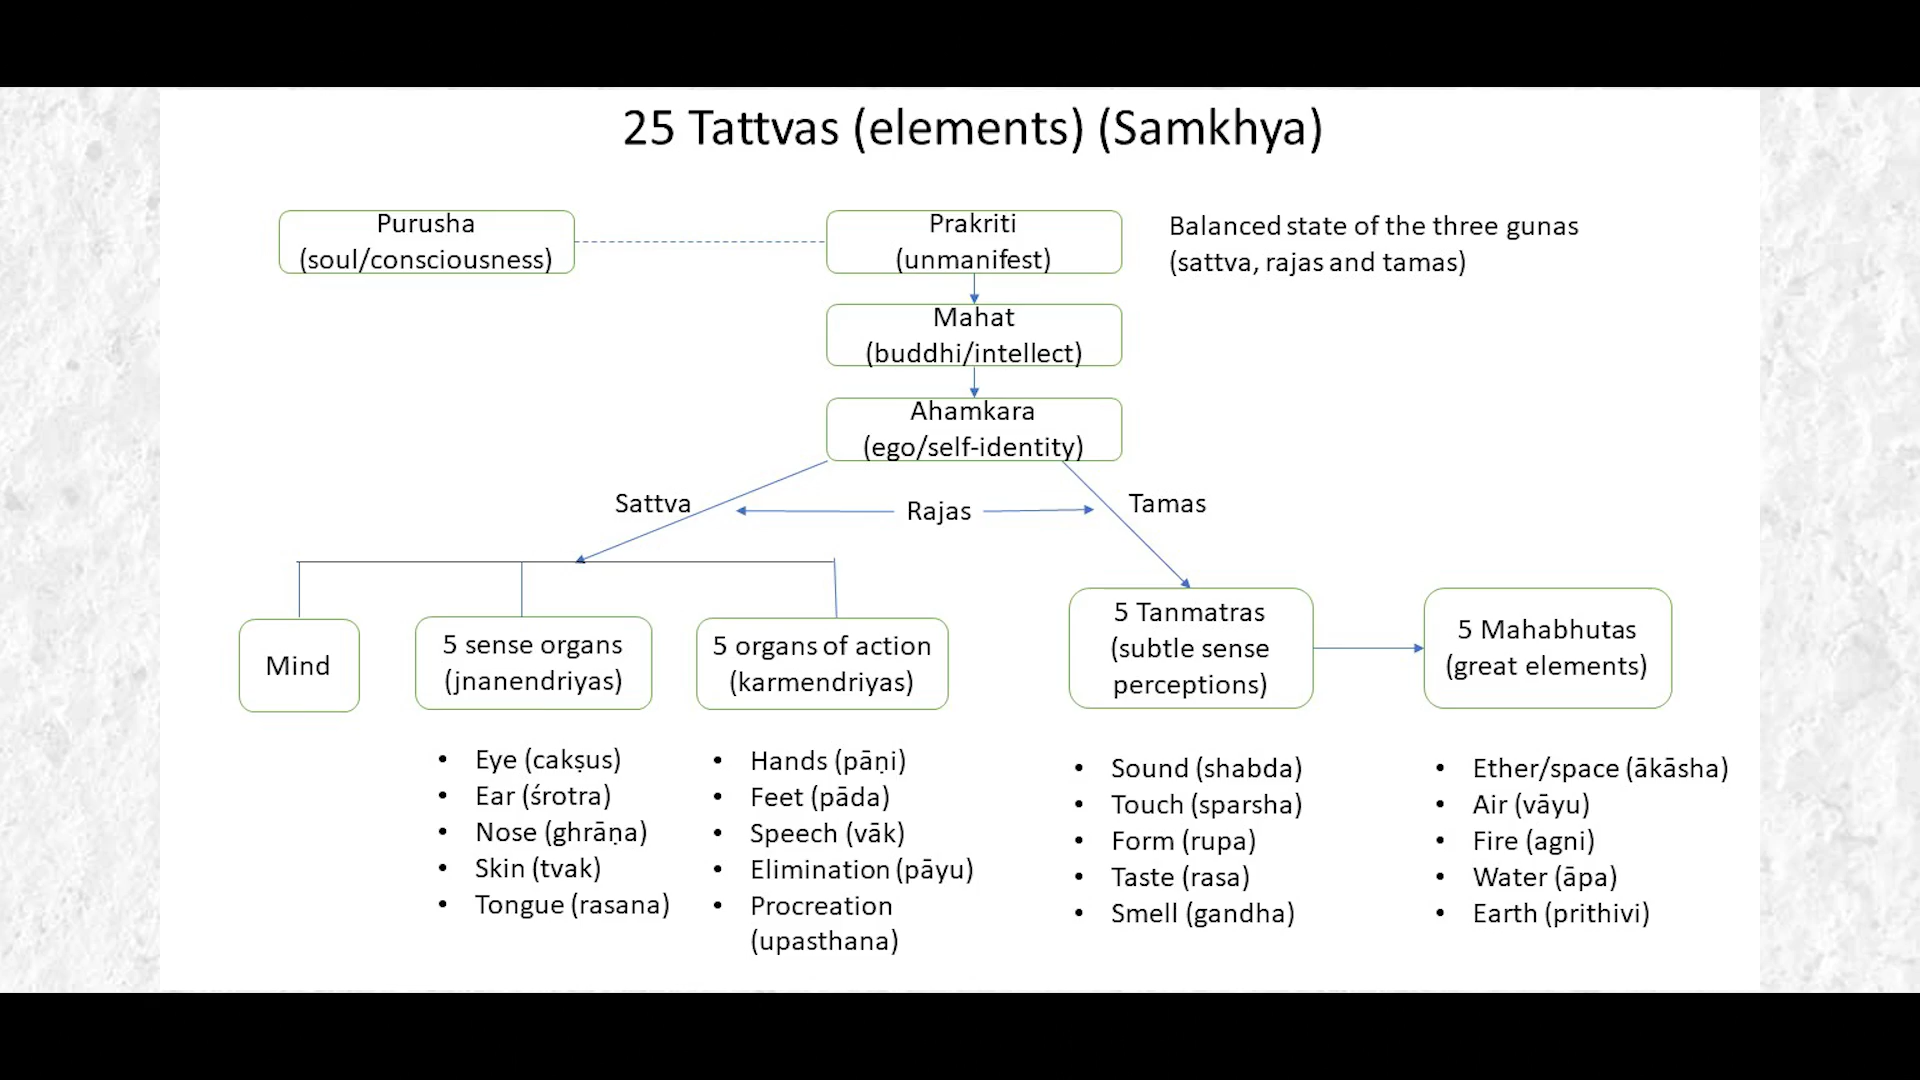 25 Tattvas (elements) (Samkhya)
Purusha
(soul/consciousness)
Prakriti
(unmanifest)
Balanced state of the three gunas
(sattva, rajas and tamas)
Mahat
(buddhi/intellect)
Ahamkara
(ego/self-identity)
Sattva
Rajas
Tamas
Mind
5 sense organs
(jnanendriyas)
5 organs of action
(karmendriyas)
5 Tanmatras
(subtle sense
perceptions)
5 Mahabhutas
(great elements)
• Eye (cakṣus)
• Ear (śrotra)
• Nose (ghrāṇa)
• Skin (tvak)
• Tongue (rasana)
• Hands (pāṇi)
• Feet (pāda)
• Speech (vāk)
• Elimination (pāyu)
• Procreation
(upasthana)
• Sound (shabda)
• Touch (sparsha)
• Form (rupa)
• Taste (rasa)
• Smell (gandha)
• Ether/space (ākāsha)
• Air (vāyu)
• Fire (agni)
• Water (āpa)
• Earth (prithivi)